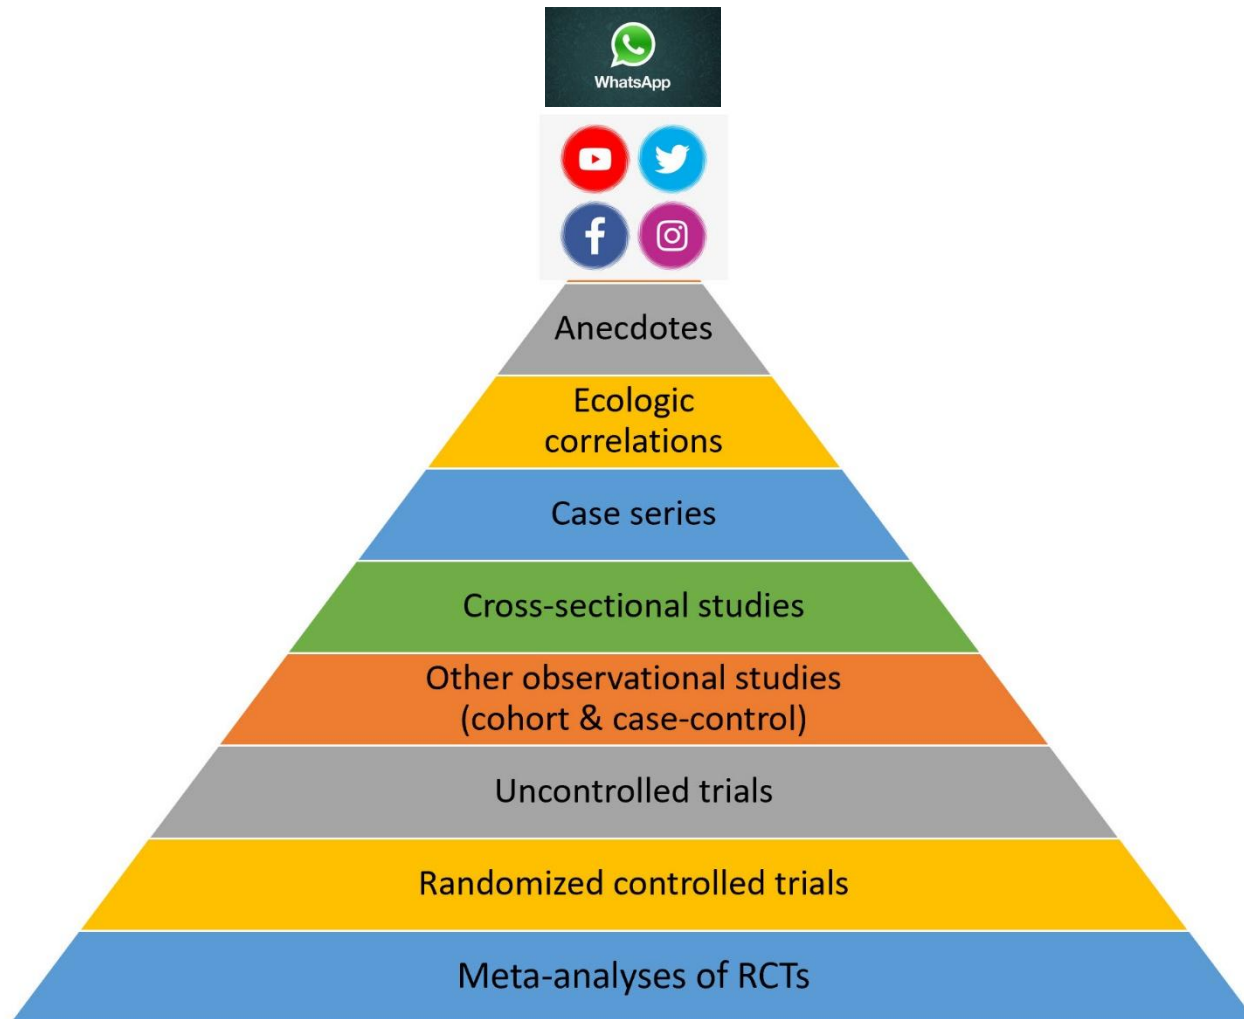 WhatsApp
Anecdotes
Ecologic
correlations
Case series
Cross-sectional studies
Other observational studies
(cohort & case-control)
Uncontrolled trials
Randomized controlled trials
Meta-analyses of RCTs